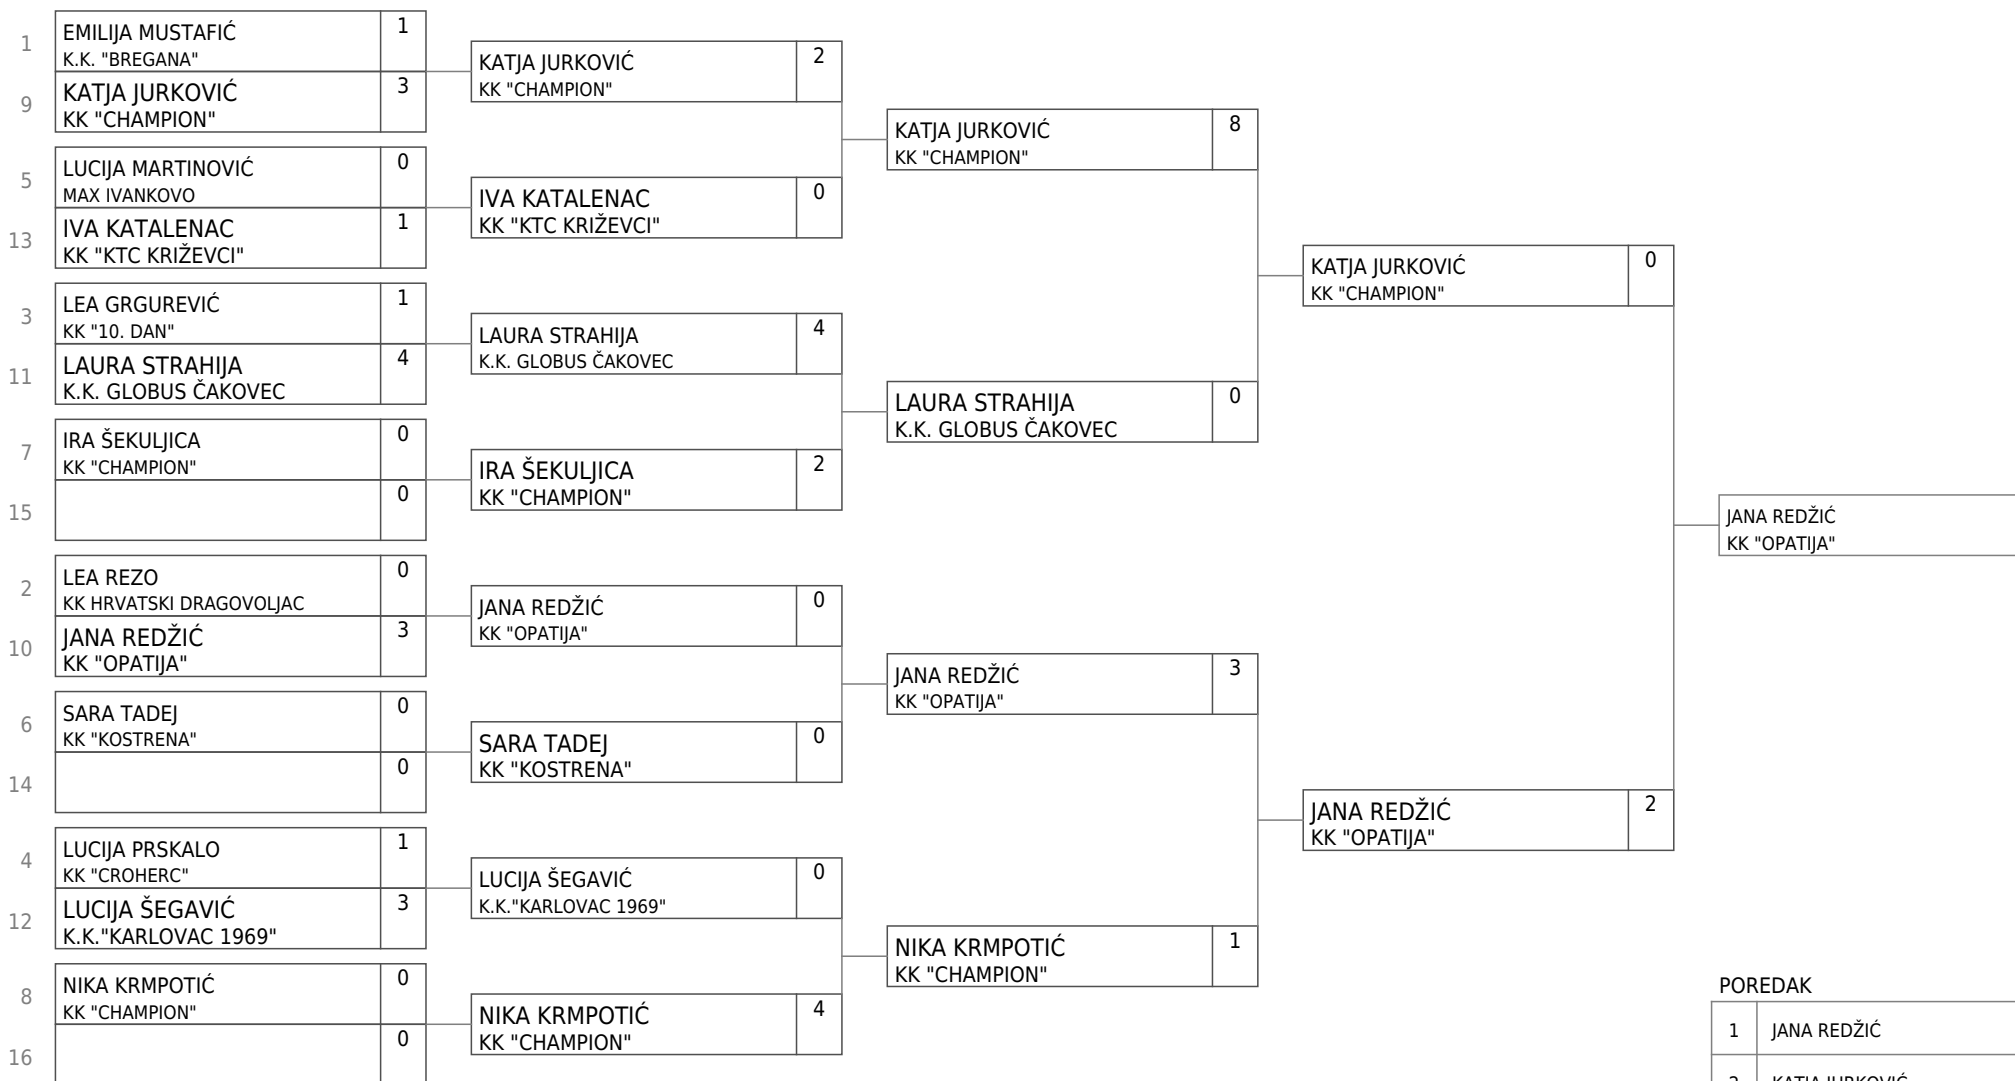 1
EMILIJA MUSTAFIĆ
K.K. "BREGANA"
1
9
KATJA JURKOVIĆ
KK "CHAMPION"
3
5
LUCIJA MARTINOVIĆ
MAX IVANKOVO
0
13
IVA KATALENAC
KK "KTC KRIŽEVCI"
1
3
LEA GRGUREVIĆ
KK "10. DAN"
1
11
LAURA STRAHIJA
K.K. GLOBUS ČAKOVEC
4
7
IRA ŠEKULJICA
KK "CHAMPION"
0
15
0
2
LEA REZO
KK HRVATSKI DRAGOVOLJAC
0
10
JANA REDŽIĆ
KK "OPATIJA"
3
6
SARA TADEJ
KK "KOSTRENA"
0
14
0
4
LUCIJA PRSKALO
KK "CROHERC"
1
12
LUCIJA ŠEGAVIĆ
K.K."KARLOVAC 1969"
3
8
NIKA KRMPOTIĆ
KK "CHAMPION"
0
16
0
KATJA JURKOVIĆ
KK "CHAMPION"
2
IVA KATALENAC
KK "KTC KRIŽEVCI"
0
LAURA STRAHIJA
K.K. GLOBUS ČAKOVEC
4
IRA ŠEKULJICA
KK "CHAMPION"
2
JANA REDŽIĆ
KK "OPATIJA"
0
SARA TADEJ
KK "KOSTRENA"
0
LUCIJA ŠEGAVIĆ
K.K."KARLOVAC 1969"
0
NIKA KRMPOTIĆ
KK "CHAMPION"
4
KATJA JURKOVIĆ
KK "CHAMPION"
8
LAURA STRAHIJA
K.K. GLOBUS ČAKOVEC
0
JANA REDŽIĆ
KK "OPATIJA"
3
NIKA KRMPOTIĆ
KK "CHAMPION"
1
KATJA JURKOVIĆ
KK "CHAMPION"
0
JANA REDŽIĆ
KK "OPATIJA"
2
JANA REDŽIĆ
KK "OPATIJA"
POREDAK
1 JANA REDŽIĆ
2 KATJA JURKOVIĆ